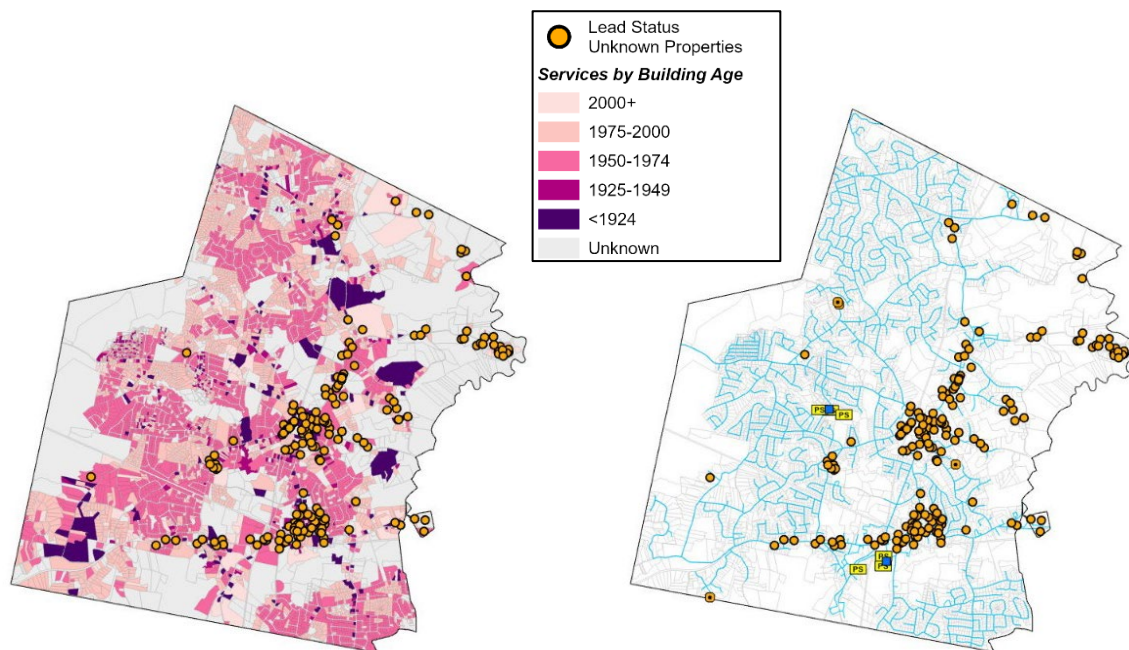 Lead Status
Unknown Properties
Services by Building Age
2000+
1975-2000
1950-1974
1925-1949
<1924
Unknown
PS
PS
PS
PS
PS